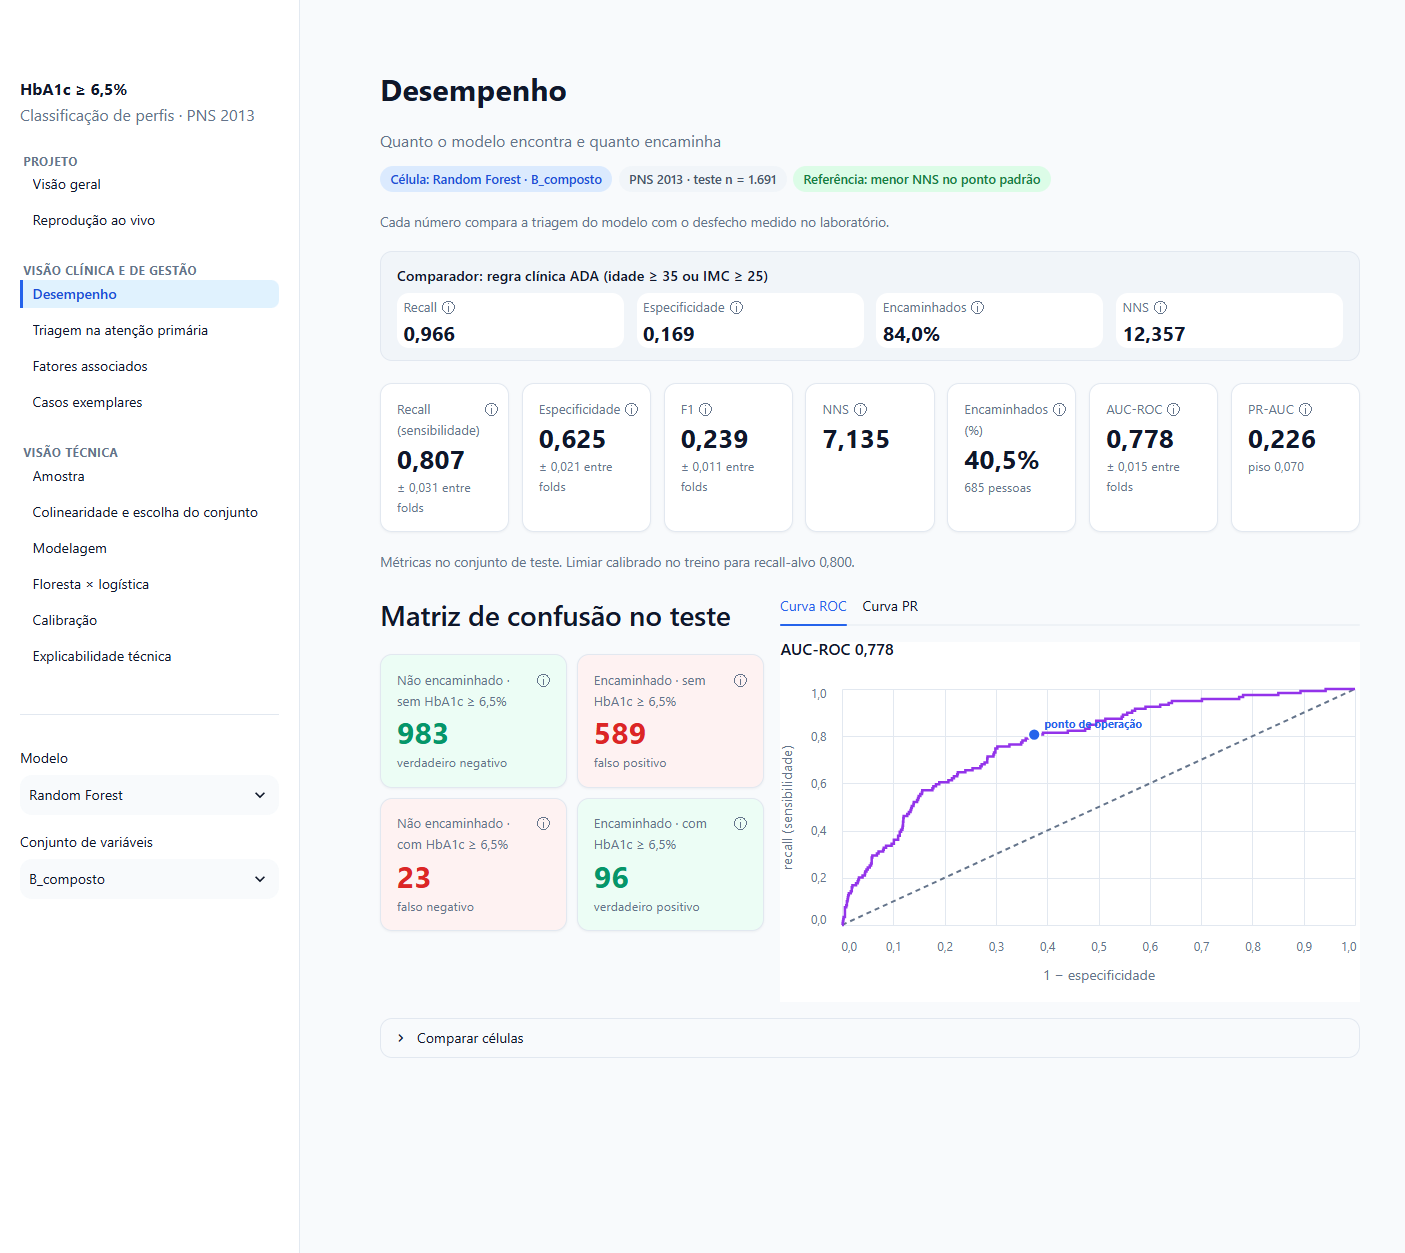 HbA1c ≥ 6,5%
Classificação de perfis · PNS 2013
PROJETO
Visão geral
Reprodução ao vivo
VISÃO CLÍNICA E DE GESTÃO
Desempenho
Triagem na atenção primária
Fatores associados
Casos exemplares
VISÃO TÉCNICA
Amostra
Colinearidade e escolha do conjunto
Modelagem
Floresta × logística
Calibração
Explicabilidade técnica
Modelo
Random Forest
Conjunto de variáveis
B_composto
Desempenho
Quanto o modelo encontra e quanto encaminha
Célula: Random Forest · B_composto
PNS 2013 · teste n = 1.691
Referência: menor NNS no ponto padrão
Cada número compara a triagem do modelo com o desfecho medido no laboratório.
Comparador: regra clínica ADA (idade ≥ 35 ou IMC ≥ 25)
Recall
0,966
Especificidade
0,169
Encaminhados
84,0%
NNS
12,357
Recall
(sensibilidade)
0,807
± 0,031 entre
folds
Especificidade
0,625
± 0,021 entre
folds
F1
0,239
± 0,011 entre
folds
NNS
7,135
Encaminhados
(%)
40,5%
685 pessoas
AUC-ROC
0,778
± 0,015 entre
folds
PR-AUC
0,226
piso 0,070
Métricas no conjunto de teste. Limiar calibrado no treino para recall-alvo 0,800.
Matriz de confusão no teste
Não encaminhado ·
sem HbA1c ≥ 6,5%
983
verdadeiro negativo
Encaminhado · sem
HbA1c ≥ 6,5%
589
falso positivo
Não encaminhado ·
com HbA1c ≥ 6,5%
23
falso negativo
Encaminhado · com
HbA1c ≥ 6,5%
96
verdadeiro positivo
Curva ROC
Curva PR
AUC-ROC 0,778
recall (sensibilidade)
1,0
0,8
0,6
0,4
0,2
0,0
ponto de operação
0,0 0,1 0,2 0,3 0,4 0,5 0,6 0,7 0,8 0,9 1,0
1 − especificidade
Comparar células